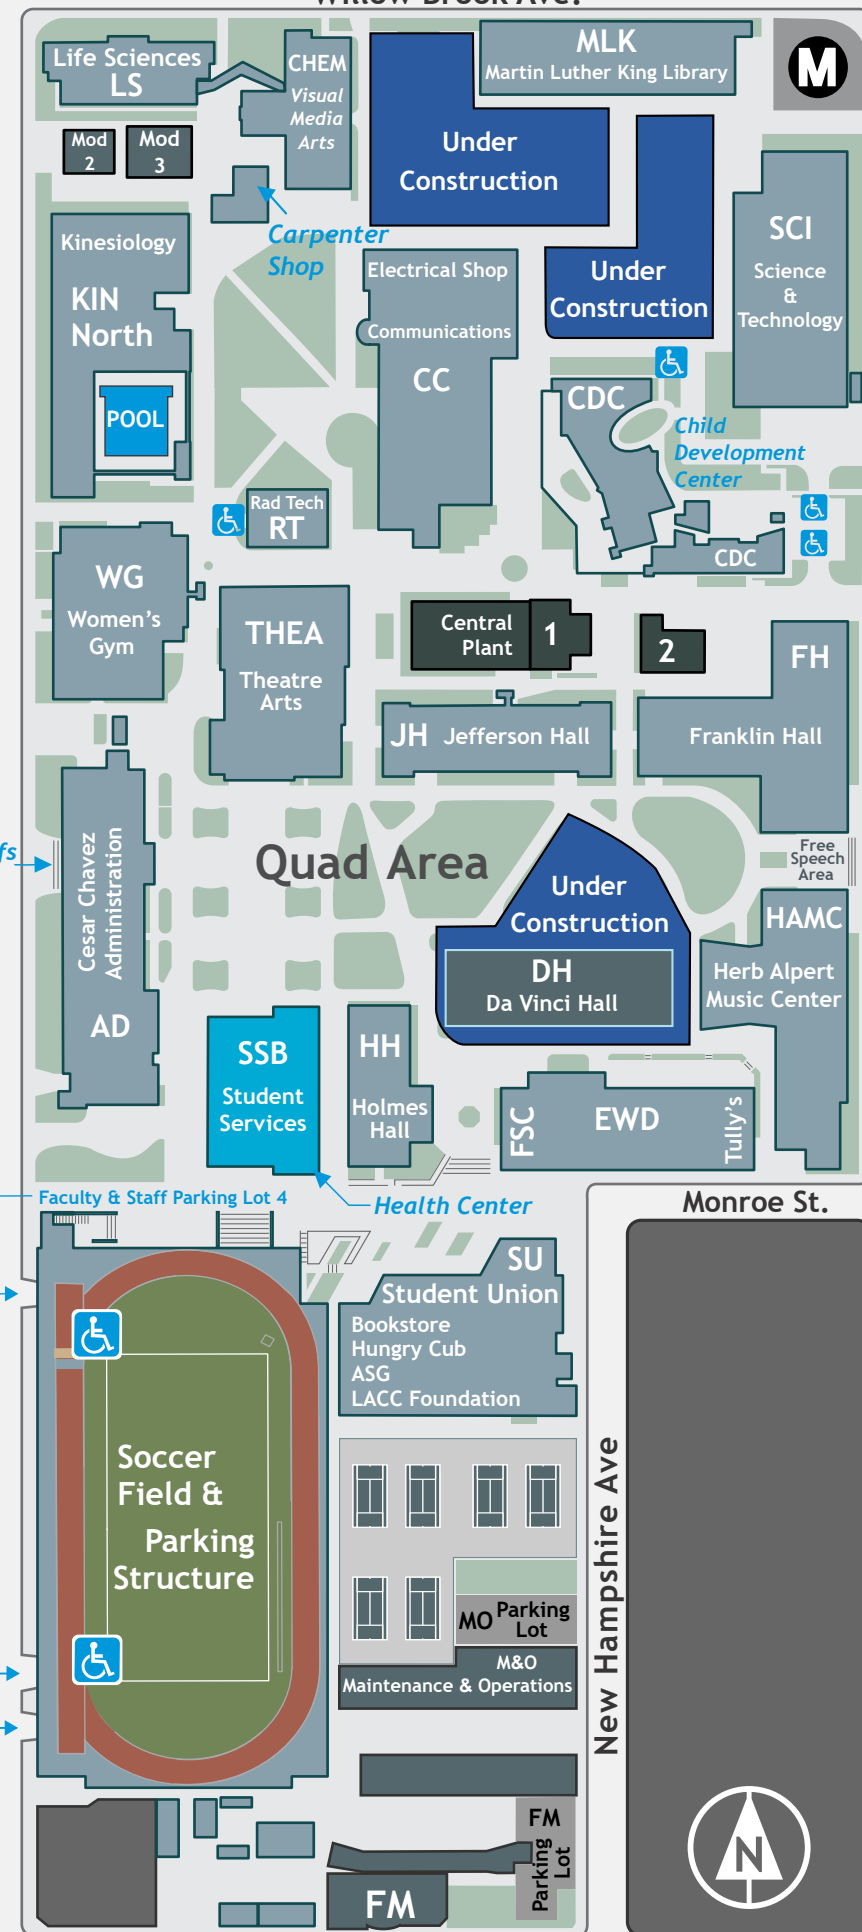 Willow Brook Ave.
Life Sciences
LS
CHEM
Visual
Media
Arts
MLK
Martin Luther King Library
M
Mod
2
Mod
3
Under
Construction
Carpenter
Shop
Kinesiology
KIN
North
POOL
Electrical Shop
Communications
CC
Under
Construction
SCI
Science
&
Technology
CDC
Child
Development
Center
CDC
Rad Tech
RT
WG
Women's
Gym
THEA
Theatre
Arts
Central
Plant
1
2
FH
Franklin Hall
JH Jefferson Hall
Cesar Chavez
Administration
AD
fs
Quad Area
Under
Construction
DH
Da Vinci Hall
Free
Speech
Area
HAMC
Herb Alpert
Music Center
SSB
Student
Services
HH
Holmes
Hall
FSC
EWD
Tully's
Faculty & Staff Parking Lot 4
Health Center
Monroe St.
SU
Student Union
Bookstore
Hungry Cub
ASG
LACC Foundation
Soccer
Field &
Parking
Structure
MO Parking
Lot
M&O
Maintenance & Operations
New Hampshire Ave
FM
Parking
Lot
FM
N